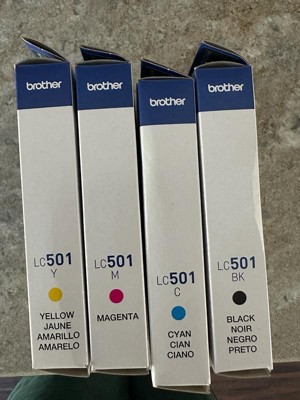 brother
LC501
Y
YELLOW
JAUNE
AMARILLO
AMARELO
brother
LC501
M
MAGENTA
brother
LC501
C
CYAN
CIAN
CIANO
brother
LC501
BK
BLACK
NOIR
NEGRO
PRETO